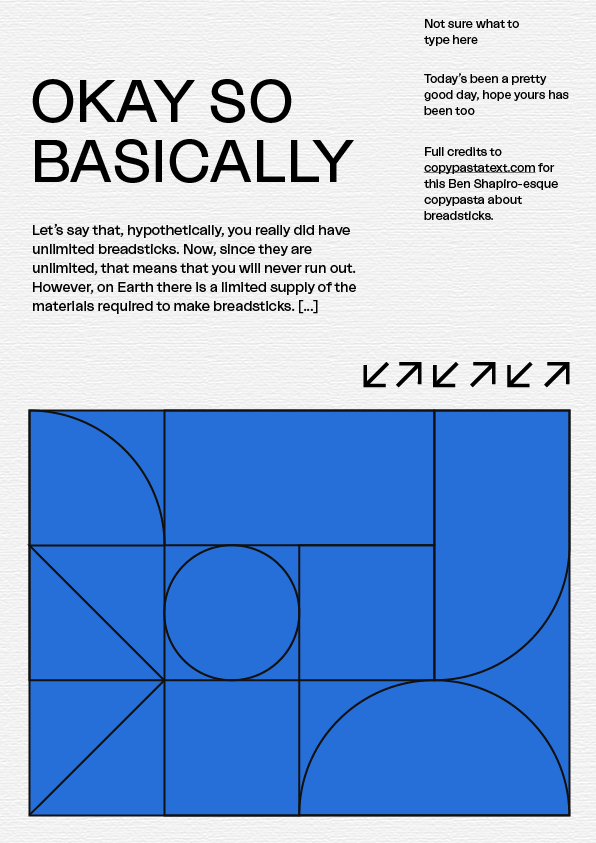 OKAY SO
BASICALLY
Let's say that, hypothetically, you really did have
unlimited breadsticks. Now, since they are
unlimited, that means that you will never run out.
However, on Earth there is a limited supply of the
materials required to make breadsticks. [...]
Not sure what to
type here
Today's been a pretty
good day, hope yours has
been too
Full credits to
copypastatext.com for
this Ben Shapiro-esque
copypasta about
breadsticks.